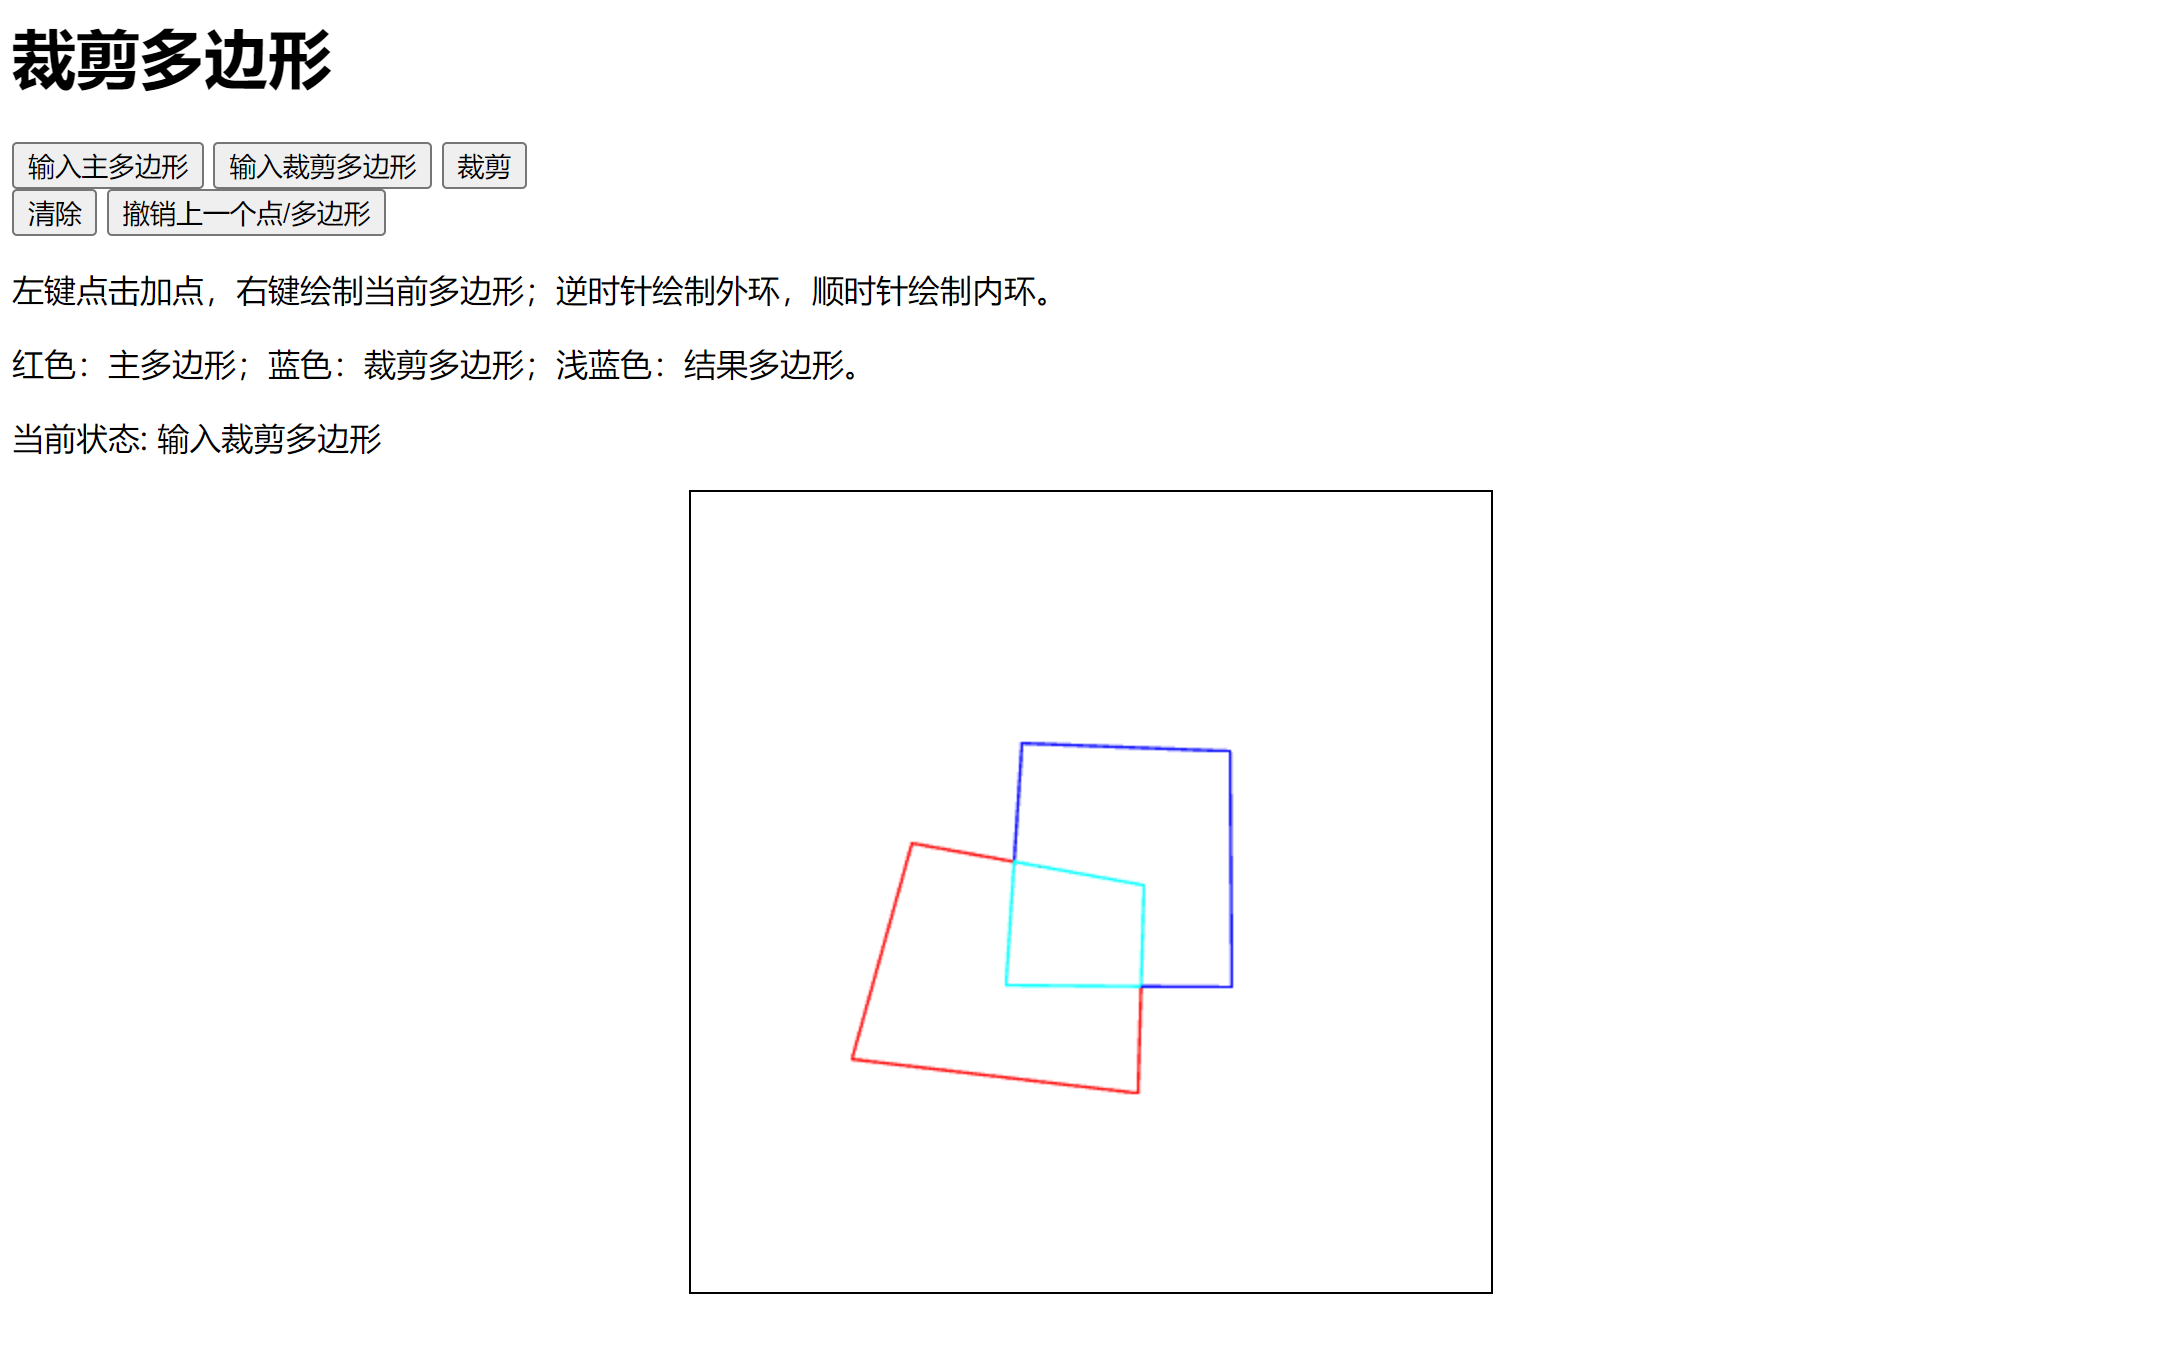 裁剪多边形
输入主多边形 输入裁剪多边形 裁剪
清除 撤销上一个点/多边形
左键点击加点，右键绘制当前多边形；逆时针绘制外环，顺时针绘制内环。
红色：主多边形；蓝色：裁剪多边形；浅蓝色：结果多边形。
当前状态: 输入裁剪多边形